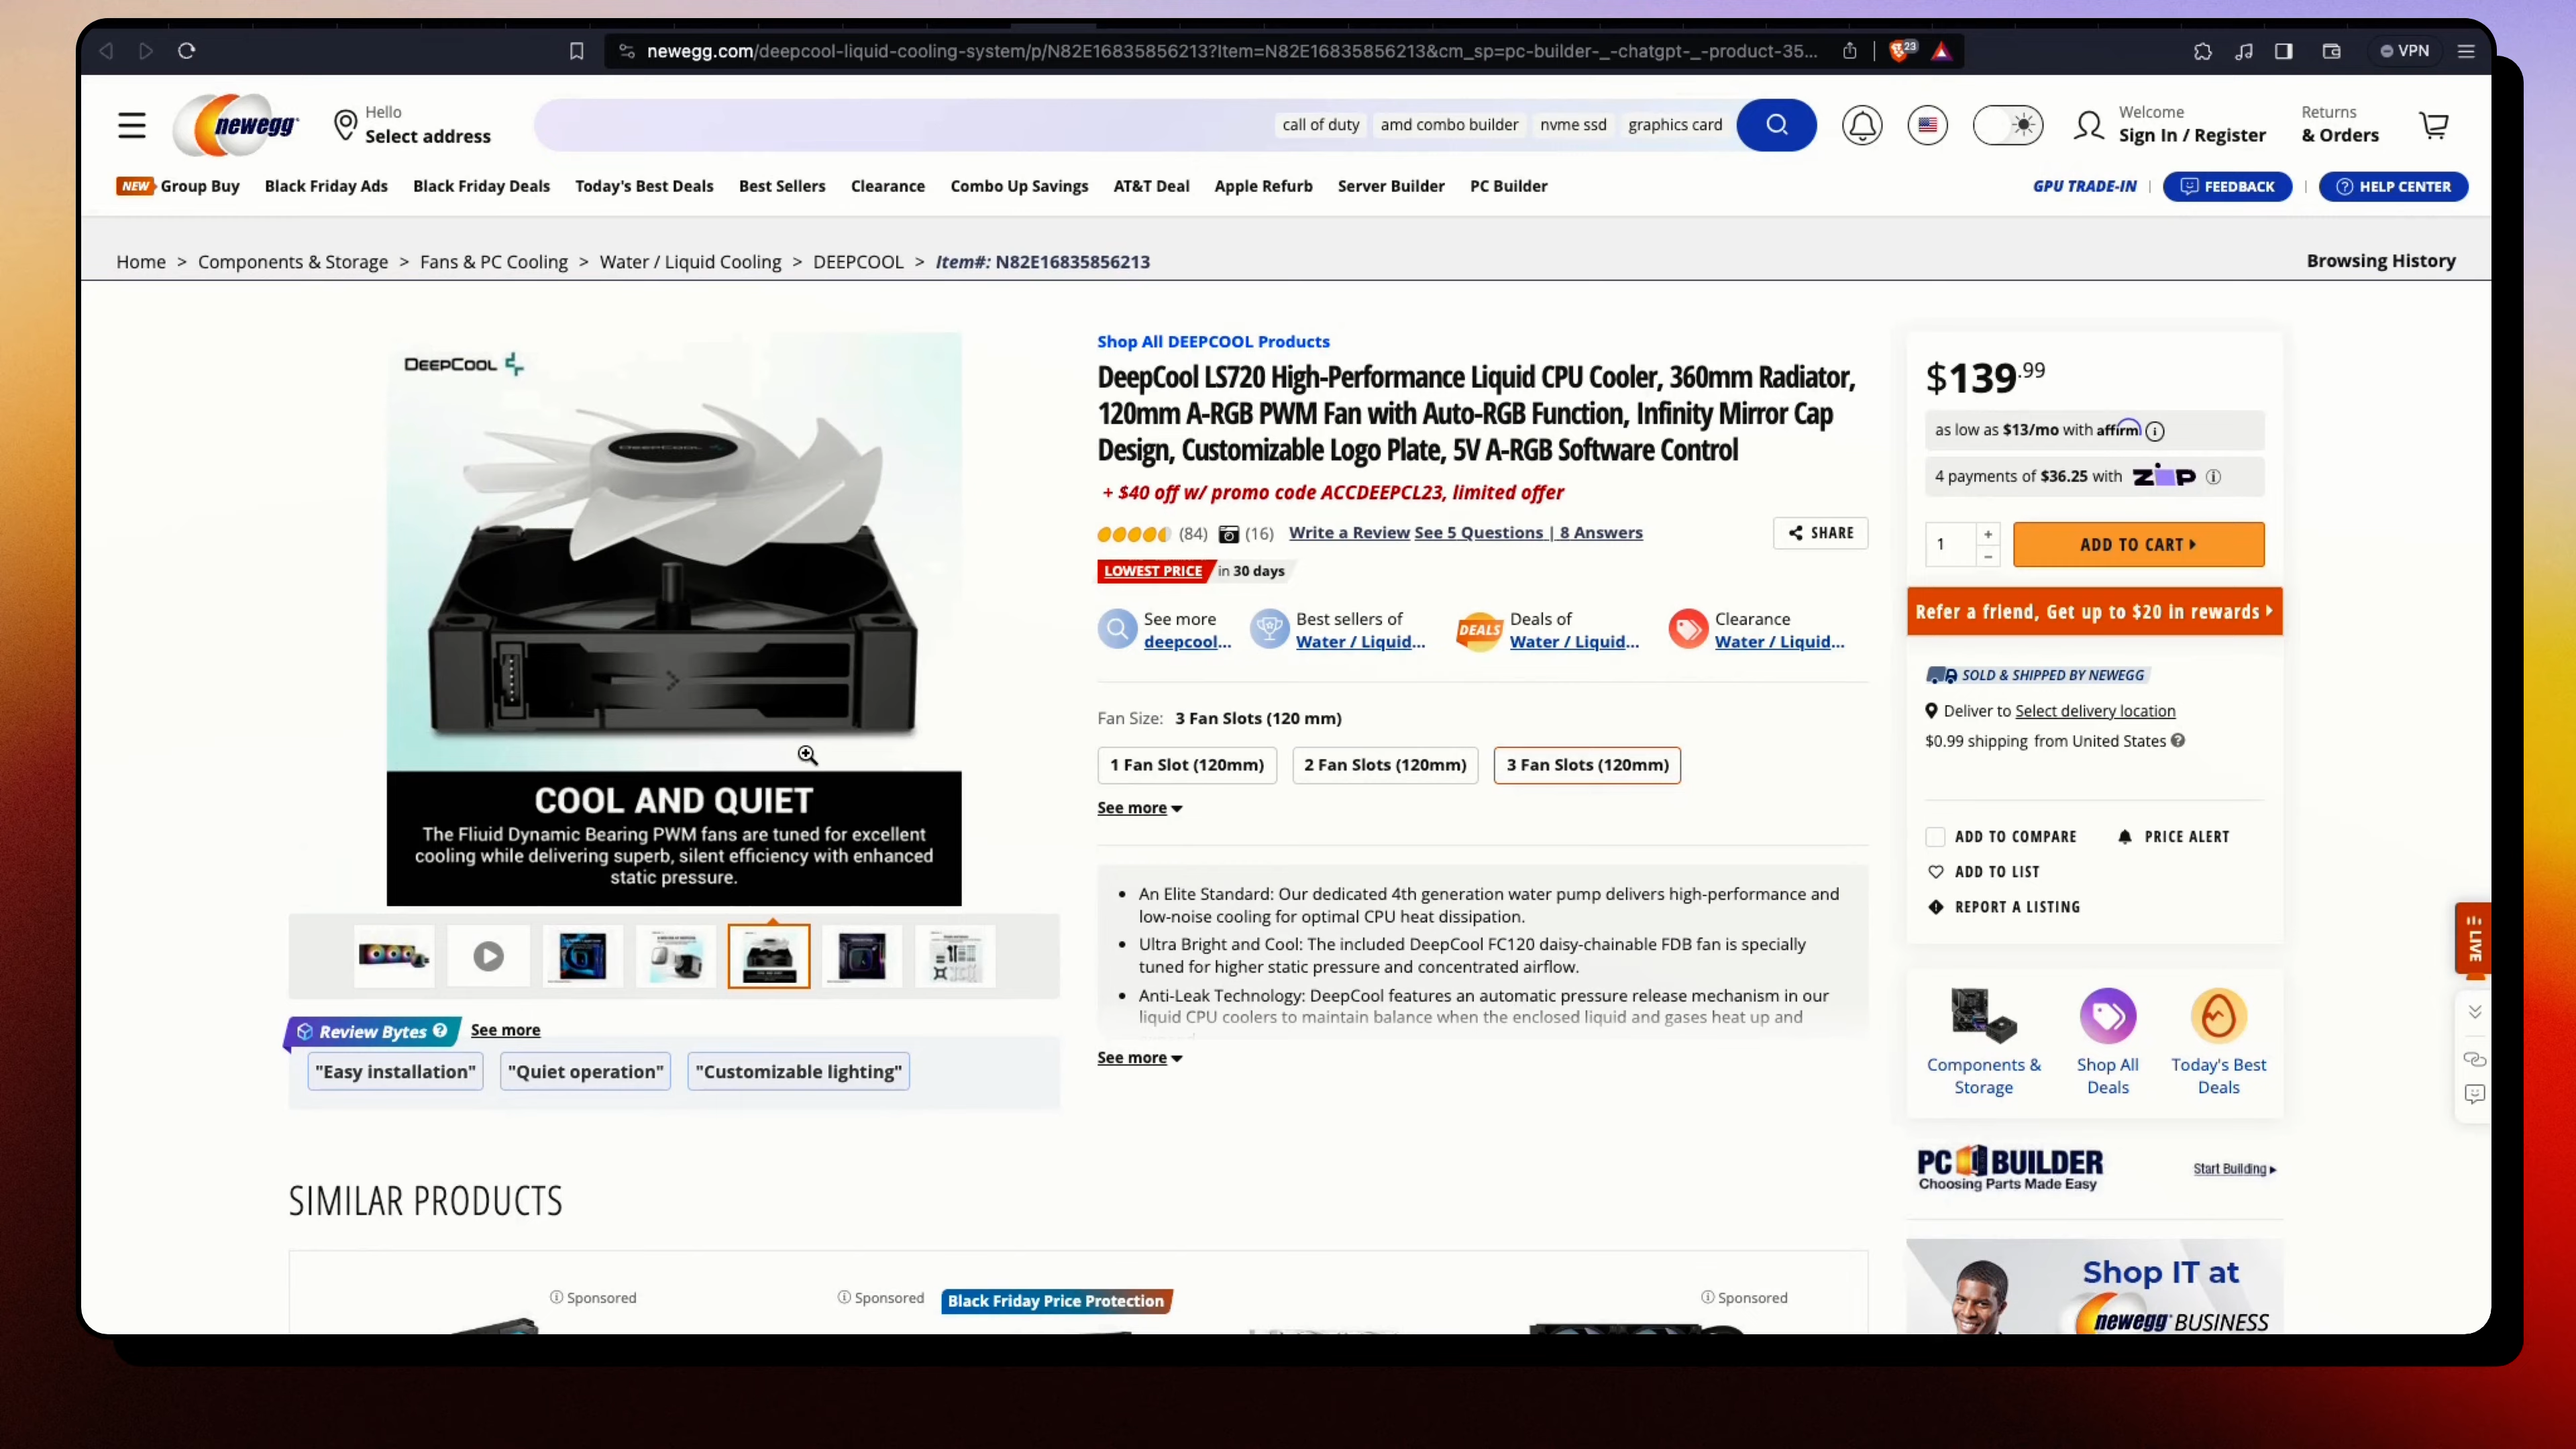 newegg.com/deepcool-liquid-cooling-system/p/N82E16835856213?Item=N82E16835856213&cm_sp=pc-builder-_-chatgpt-_-product-35...
23
VPN
newegg
Hello
Select address
call of duty
amd combo builder
nvme ssd
graphics card
Welcome
Sign In / Register
Returns
& Orders
NEW Group Buy
Black Friday Ads
Black Friday Deals
Today's Best Deals
Best Sellers
Clearance
Combo Up Savings
AT&T Deal
Apple Refurb
Server Builder
PC Builder
GPU TRADE-IN
FEEDBACK
HELP CENTER
Home > Components & Storage > Fans & PC Cooling > Water / Liquid Cooling > DEEPCOOL > Item#: N82E16835856213
Browsing History
DEEPCOOL
DEEPCOOL
COOL AND QUIET
The Fliuid Dynamic Bearing PWM fans are tuned for excellent
cooling while delivering superb, silent efficiency with enhanced
static pressure.
Review Bytes
See more
"Easy installation"
"Quiet operation"
"Customizable lighting"
Shop All DEEPCOOL Products
DeepCool LS720 High-Performance Liquid CPU Cooler, 360mm Radiator,
120mm A-RGB PWM Fan with Auto-RGB Function, Infinity Mirror Cap
Design, Customizable Logo Plate, 5V A-RGB Software Control
+ $40 off w/ promo code ACCDEEPCL23, limited offer
(84)
(16)
Write a Review
See 5 Questions | 8 Answers
SHARE
LOWEST PRICE in 30 days
See more
deepcool...
Best sellers of
Water / Liquid...
DEALS
Deals of
Water / Liquid...
Clearance
Water / Liquid...
Fan Size: 3 Fan Slots (120 mm)
1 Fan Slot (120mm)
2 Fan Slots (120mm)
3 Fan Slots (120mm)
See more
An Elite Standard: Our dedicated 4th generation water pump delivers high-performance and
low-noise cooling for optimal CPU heat dissipation.
Ultra Bright and Cool: The included DeepCool FC120 daisy-chainable FDB fan is specially
tuned for higher static pressure and concentrated airflow.
Anti-Leak Technology: DeepCool features an automatic pressure release mechanism in our
liquid CPU coolers to maintain balance when the enclosed liquid and gases heat up and
See more
$139.99
as low as $13/mo with affirm
4 payments of $36.25 with ZIP
1
+
−
ADD TO CART
Refer a friend, Get up to $20 in rewards
SOLD & SHIPPED BY NEWEGG
Deliver to Select delivery location
$0.99 shipping from United States
ADD TO COMPARE
PRICE ALERT
ADD TO LIST
REPORT A LISTING
LIVE
Components &
Storage
Shop All
Deals
Today's Best
Deals
PC BUILDER
Choosing Parts Made Easy
Start Building
Shop IT at
newegg BUSINESS
SIMILAR PRODUCTS
Sponsored
Sponsored
Black Friday Price Protection
Sponsored